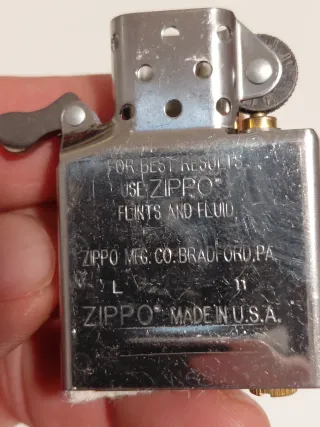 FOR BEST RESULTS
USE ZIPPO®
FLINTS AND FLUID
ZIPPO MFG. CO. BRADFORD, PA.
L 11
ZIPPO® MADE IN U.S.A.